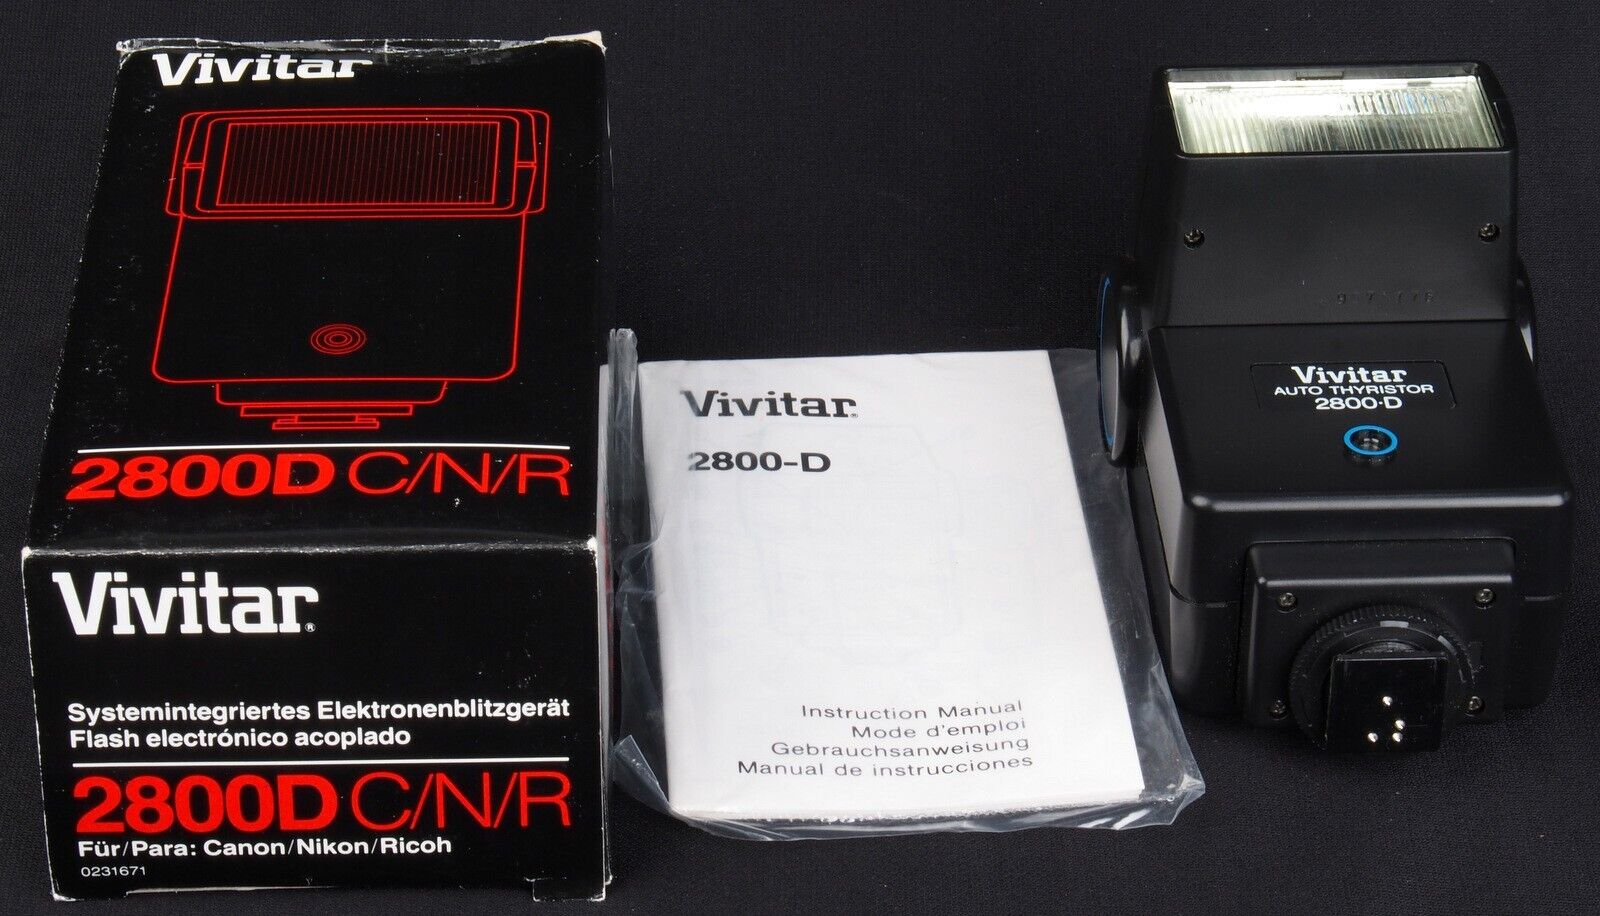 Vivitar
2800D C/N/R
Vivitar®
Systemintegriertes Elektronenblitzgerät
Flash electrónico acoplado
2800D C/N/R
Für/Para: Canon/Nikon/Ricoh
0231671
Vivitar®
2800-D
Instruction Manual
Mode d'emploi
Gebrauchsanweisung
Manual de instrucciones
Vivitar
AUTO THYRISTOR
2800·D